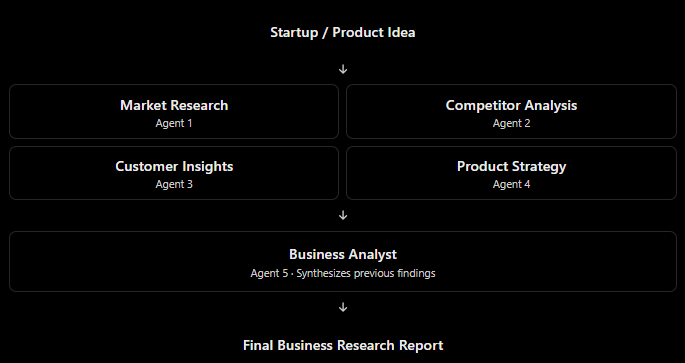 Startup / Product Idea
↓
Market Research
Agent 1
Competitor Analysis
Agent 2
Customer Insights
Agent 3
Product Strategy
Agent 4
↓
Business Analyst
Agent 5 · Synthesizes previous findings
↓
Final Business Research Report